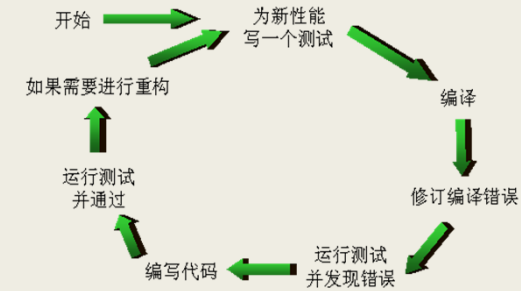 开始
为新性能
写一个测试
编译
修订编译错误
运行测试
并发现错误
编写代码
运行测试
并通过
如果需要进行重构